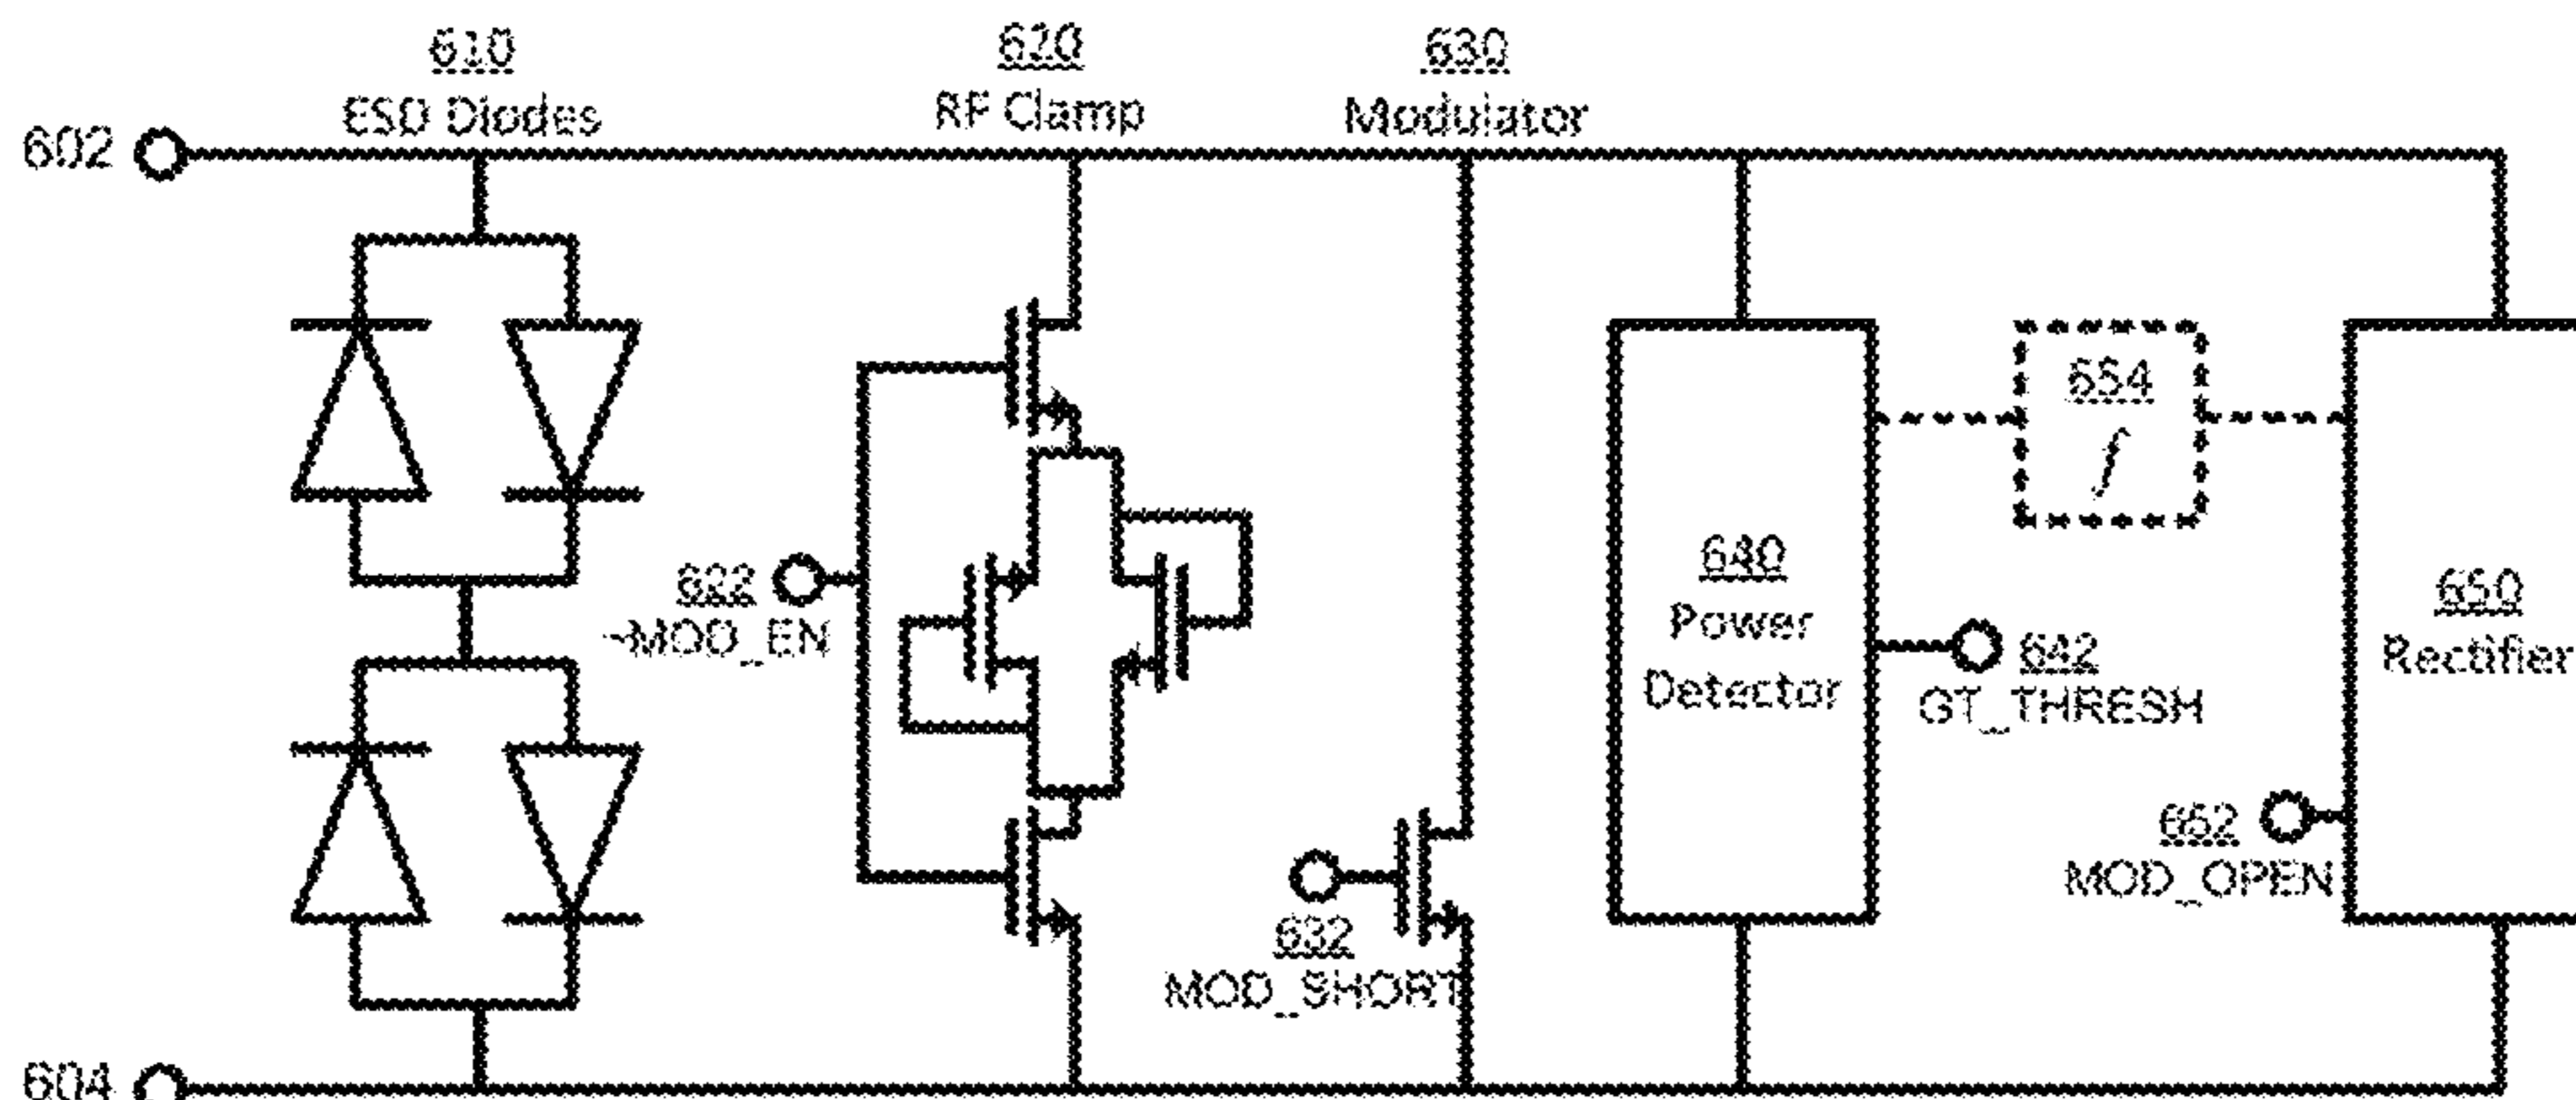 610
ESD Diodes
620
RF Clamp
630
Modulator
602
654
f
640
Power
Detector
650
Rectifier
622
~MOD_EN
642
GT_THRESH
652
MOD_OPEN
632
MOD_SHORT
604